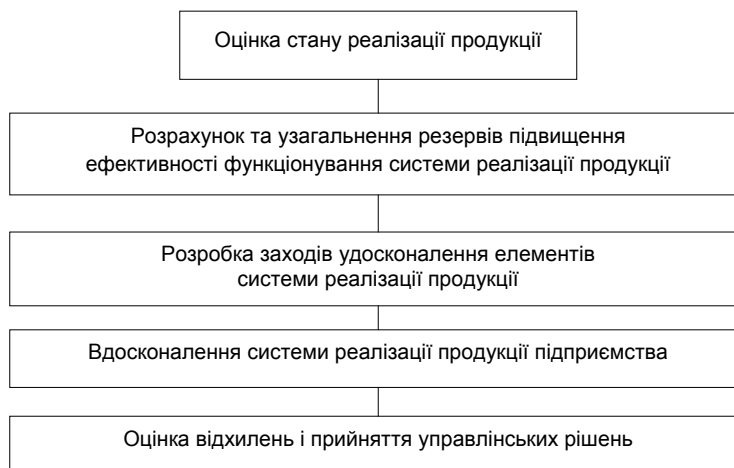 Оцінка стану реалізації продукції
Розрахунок та узагальнення резервів підвищення
ефективності функціонування системи реалізації продукції
Розробка заходів удосконалення елементів
системи реалізації продукції
Вдосконалення системи реалізації продукції підприємства
Оцінка відхилень і прийняття управлінських рішень